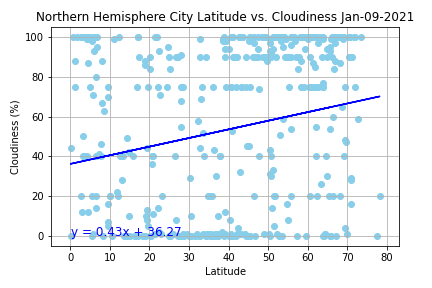 Northern Hemisphere City Latitude vs. Cloudiness Jan-09-2021
100
80
60
40
20
0
Cloudiness (%)
y = 0.43x + 36.27
0 10 20 30 40 50 60 70 80
Latitude